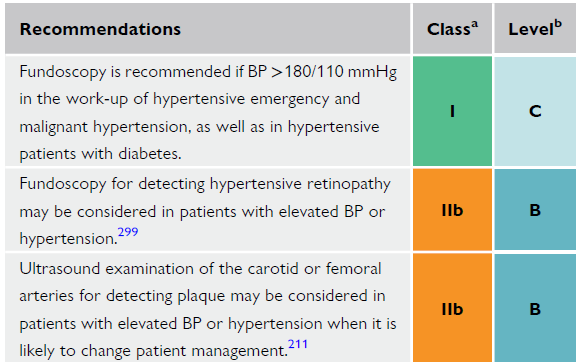 Recommendations Classᵃ Levelᵇ
Fundoscopy is recommended if BP >180/110 mmHg
in the work-up of hypertensive emergency and
malignant hypertension, as well as in hypertensive
patients with diabetes.
I C
Fundoscopy for detecting hypertensive retinopathy
may be considered in patients with elevated BP or
hypertension.²⁹⁹
IIb B
Ultrasound examination of the carotid or femoral
arteries for detecting plaque may be considered in
patients with elevated BP or hypertension when it is
likely to change patient management.²¹¹
IIb B